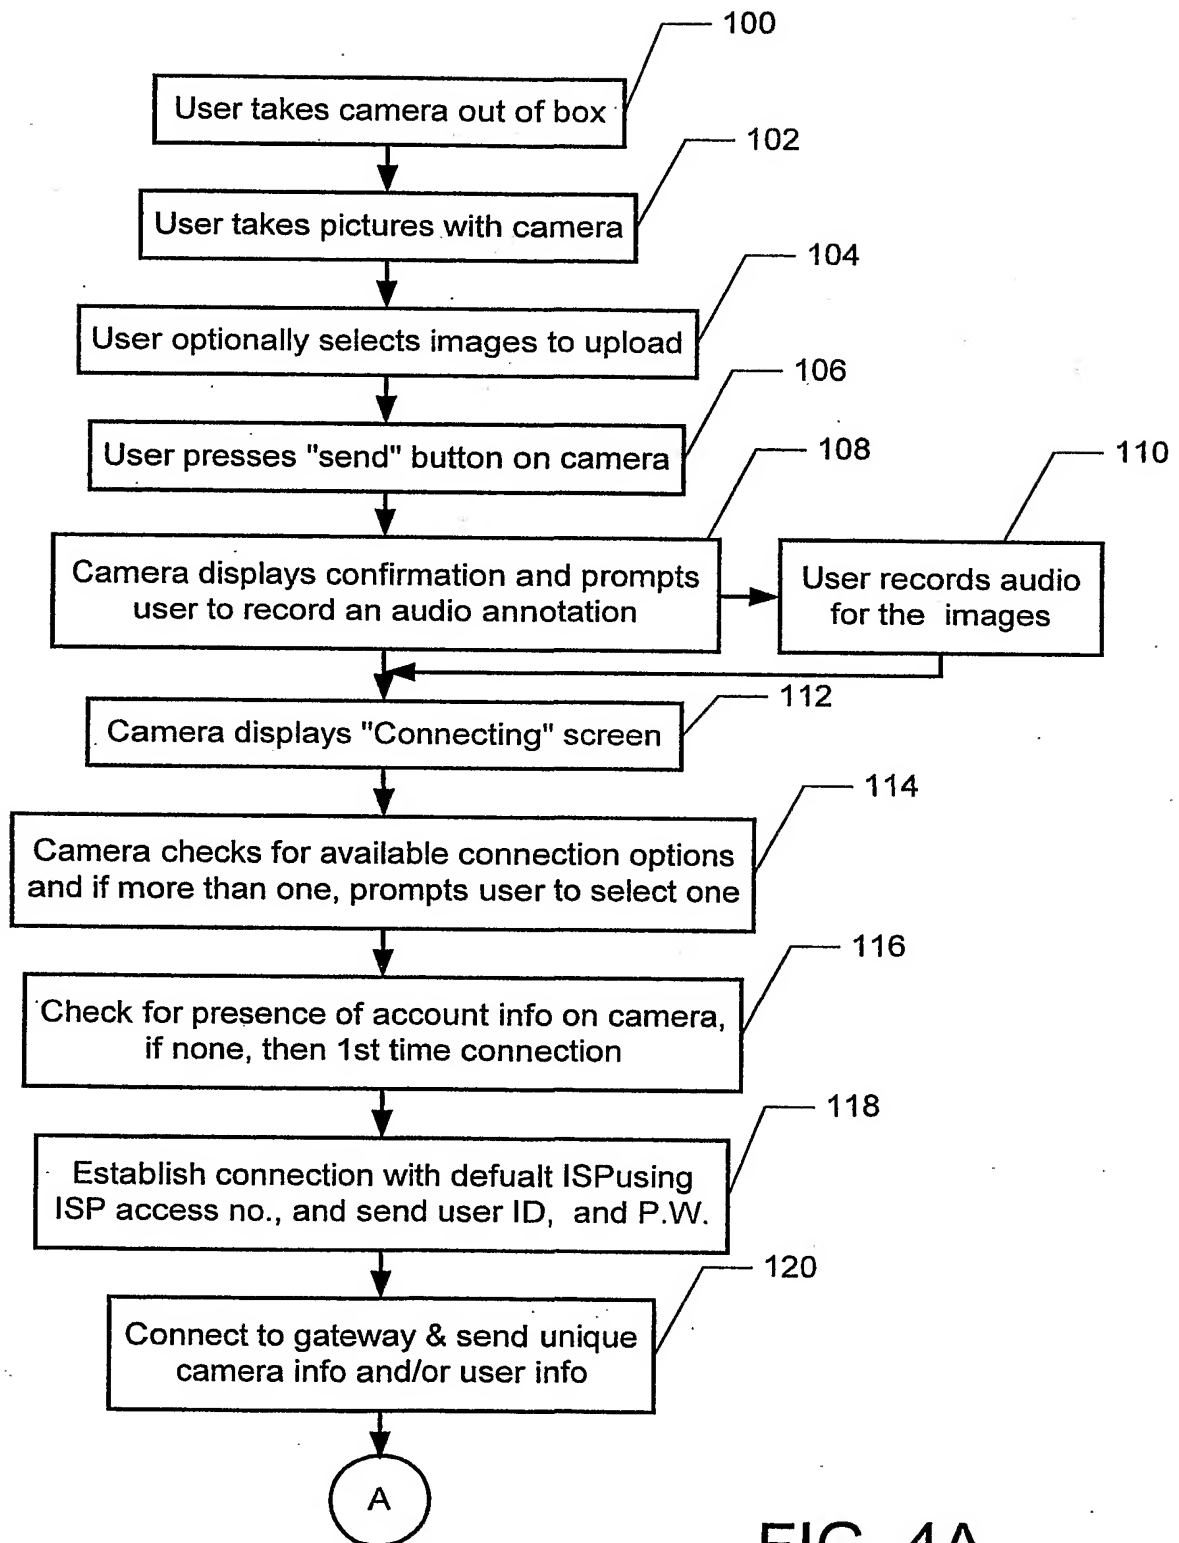 100
User takes camera out of box
102
User takes pictures with camera
104
User optionally selects images to upload
106
User presses "send" button on camera
108
Camera displays confirmation and prompts
user to record an audio annotation
110
User records audio
for the images
112
Camera displays "Connecting" screen
114
Camera checks for available connection options
and if more than one, prompts user to select one
116
Check for presence of account info on camera,
if none, then 1st time connection
118
Establish connection with defualt ISPusing
ISP access no., and send user ID, and P.W.
120
Connect to gateway & send unique
camera info and/or user info
A
FIG. 4A